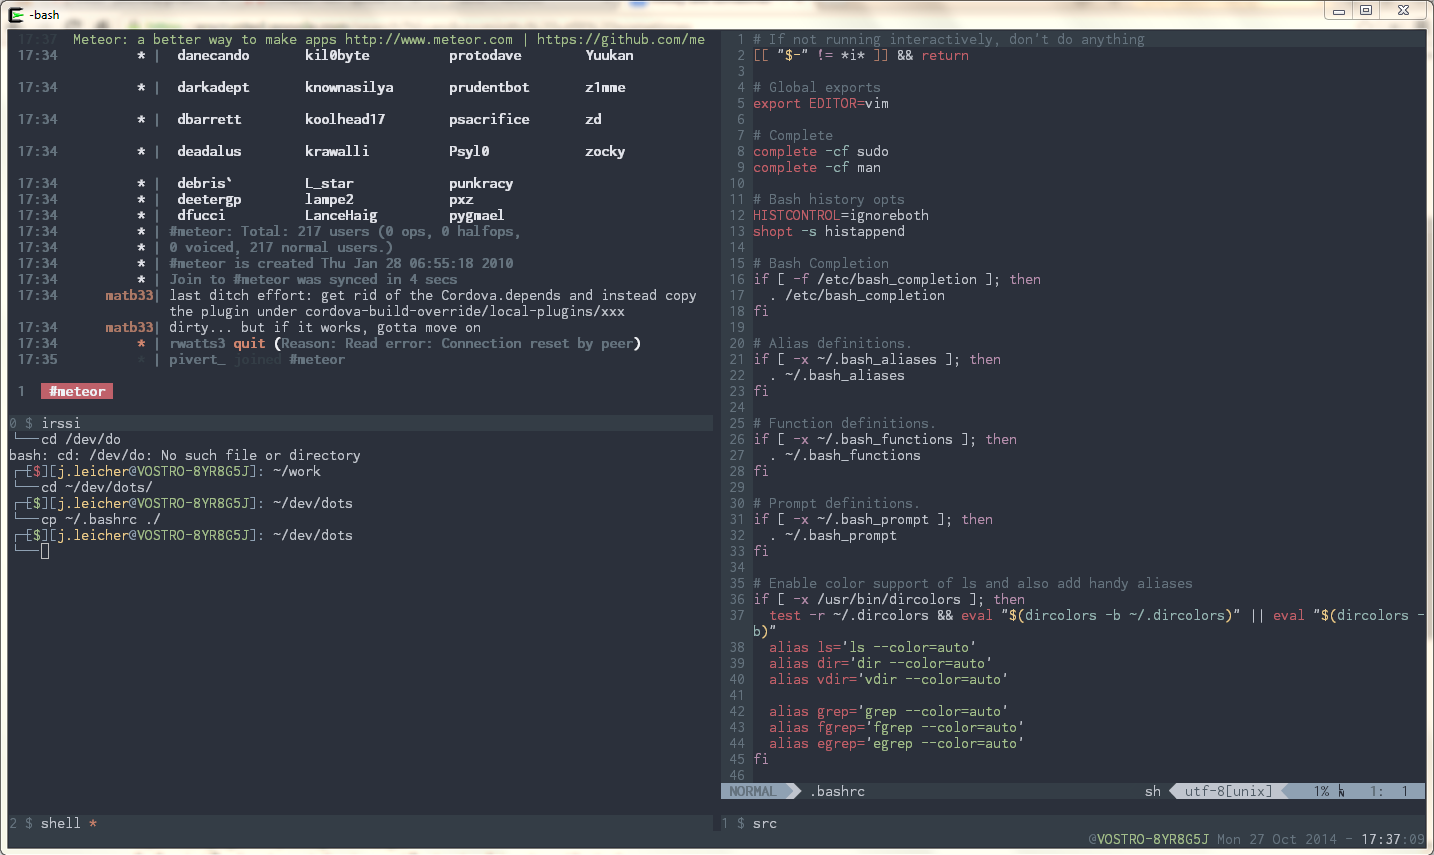 -bash
17:37 Meteor: a better way to make apps http://www.meteor.com | https://github.com/me
17:34 * | danecando kil0byte protodave Yuukan
17:34 * | darkadept knownasilya prudentbot z1mme
17:34 * | dbarrett koolhead17 psacrifice zd
17:34 * | deadalus krawalli Psyl0 zocky
17:34 * | debris` L_star punkracy
17:34 * | deetergp lampe2 pxz
17:34 * | dfucci LanceHaig pygmael
17:34 * | #meteor: Total: 217 users (0 ops, 0 halfops,
17:34 * | 0 voiced, 217 normal users.)
17:34 * | #meteor is created Thu Jan 28 06:55:18 2010
17:34 * | Join to #meteor was synced in 4 secs
17:34 matb33| last ditch effort: get rid of the Cordova.depends and instead copy
the plugin under cordova-build-override/local-plugins/xxx
17:34 matb33| dirty... but if it works, gotta move on
17:34 * | rwatts3 quit (Reason: Read error: Connection reset by peer)
17:35 * | pivert_ joined #meteor
1 #meteor
0 $ irssi
└──cd /dev/do
bash: cd: /dev/do: No such file or directory
┌─[$][j.leicher@VOSTRO-8YR8G5J]: ~/work
└──cd ~/dev/dots/
┌─[$][j.leicher@VOSTRO-8YR8G5J]: ~/dev/dots
└──cp ~/.bashrc ./
┌─[$][j.leicher@VOSTRO-8YR8G5J]: ~/dev/dots
└──
2 $ shell *
1 # If not running interactively, don't do anything
2 [[ "$-" != *i* ]] && return
3
4 # Global exports
5 export EDITOR=vim
6
7 # Complete
8 complete -cf sudo
9 complete -cf man
10
11 # Bash history opts
12 HISTCONTROL=ignoreboth
13 shopt -s histappend
14
15 # Bash Completion
16 if [ -f /etc/bash_completion ]; then
17   . /etc/bash_completion
18 fi
19
20 # Alias definitions.
21 if [ -x ~/.bash_aliases ]; then
22   . ~/.bash_aliases
23 fi
24
25 # Function definitions.
26 if [ -x ~/.bash_functions ]; then
27   . ~/.bash_functions
28 fi
29
30 # Prompt definitions.
31 if [ -x ~/.bash_prompt ]; then
32   . ~/.bash_prompt
33 fi
34
35 # Enable color support of ls and also add handy aliases
36 if [ -x /usr/bin/dircolors ]; then
37   test -r ~/.dircolors && eval "$(dircolors -b ~/.dircolors)" || eval "$(dircolors -
b)"
38   alias ls='ls --color=auto'
39   alias dir='dir --color=auto'
40   alias vdir='vdir --color=auto'
41
42   alias grep='grep --color=auto'
43   alias fgrep='fgrep --color=auto'
44   alias egrep='egrep --color=auto'
45 fi
46
NORMAL .bashrc sh utf-8[unix] 1% 1: 1
1 $ src
@VOSTRO-8YR8G5J Mon 27 Oct 2014 - 17:37:09